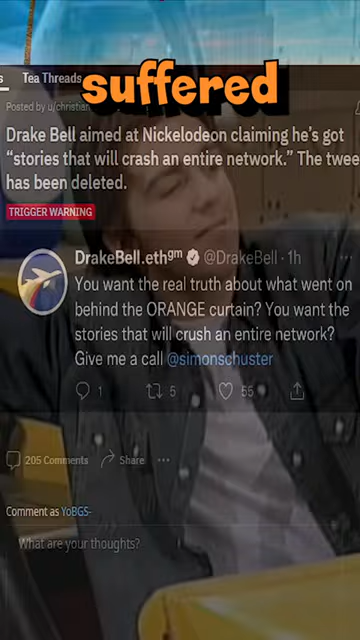 s Tea Threads
suffered
Posted by u/christian
Drake Bell aimed at Nickelodeon claiming he's got
"stories that will crash an entire network." The twee
has been deleted.
TRIGGER WARNING
DrakeBell.ethgm @DrakeBell · 1h
You want the real truth about what went on
behind the ORANGE curtain? You want the
stories that will crush an entire network?
Give me a call @simonschuster
1 5 55
205 Comments Share
Comment as YoBGS-
What are your thoughts?